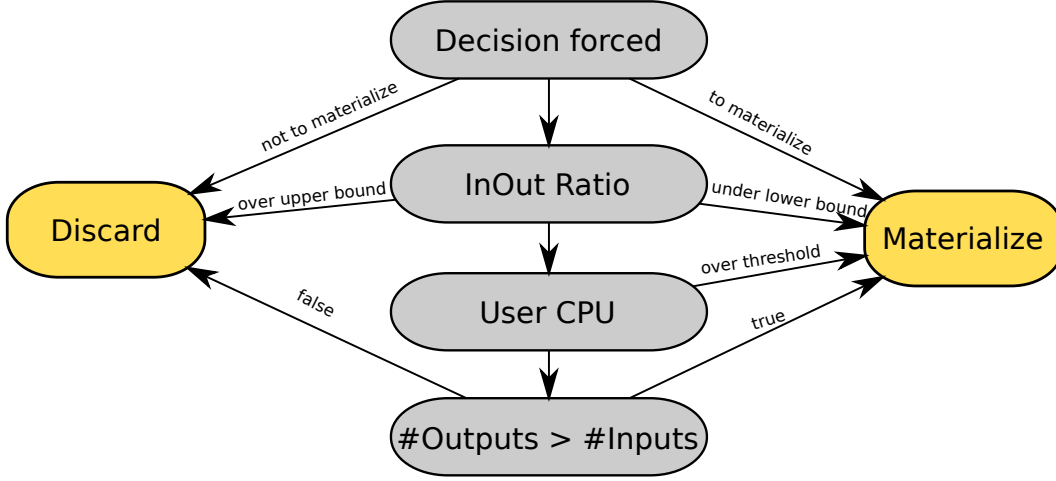 Decision forced
not to materialize
to materialize
InOut Ratio
over upper bound
under lower bound
Discard
Materialize
over threshold
User CPU
false
true
#Outputs > #Inputs